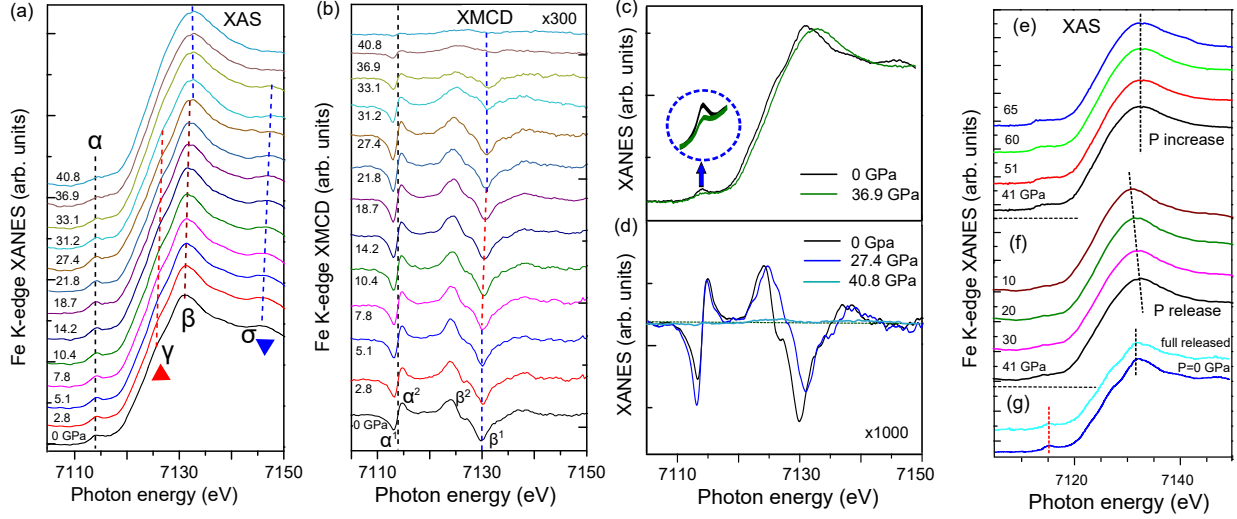 (a)
XAS
Fe K-edge XANES (arb. units)
α
40.8
36.9
33.1
31.2
27.4
21.8
18.7
14.2
10.4
7.8
5.1
2.8
0 GPa
γ
β
σ
7110
7130
7150
Photon energy (eV)
(b)
XMCD
x300
Fe K-edge XMCD (arb. units)
40.8
36.9
33.1
31.2
27.4
21.8
18.7
14.2
10.4
7.8
5.1
2.8
0 GPa
α1
α2
β2
β1
7110
7130
7150
Photon energy (eV)
(c)
XANES (arb. units)
0 GPa
36.9 GPa
(d)
XANES (arb. units)
0 Gpa
27.4 GPa
40.8 GPa
x1000
7110
7130
7150
Photon energy (eV)
(e)
XAS
Fe K-edge XANES (arb. units)
65
60
51
41 GPa
P increase
(f)
10
20
30
41 GPa
P release
(g)
full released
P=0 GPa
7120
7140
Photon energy (eV)